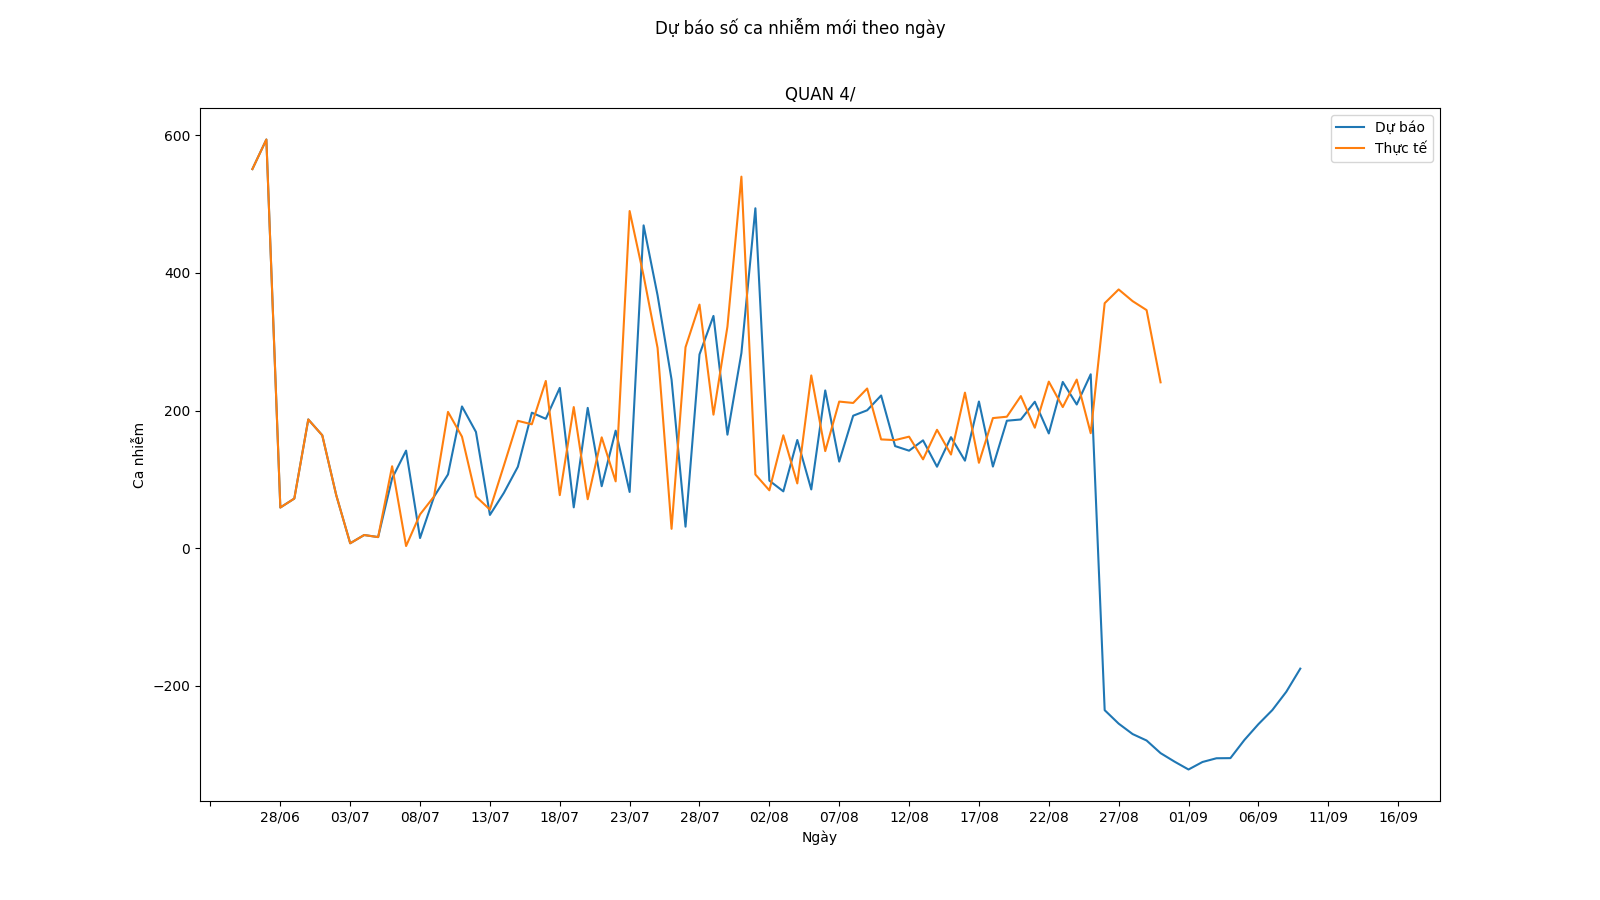 Dự báo số ca nhiễm mới theo ngày
QUAN 4/
Dự báo
Thực tế
600
400
200
0
−200
Ca nhiễm
28/06 03/07 08/07 13/07 18/07 23/07 28/07 02/08 07/08 12/08 17/08 22/08 27/08 01/09 06/09 11/09 16/09
Ngày